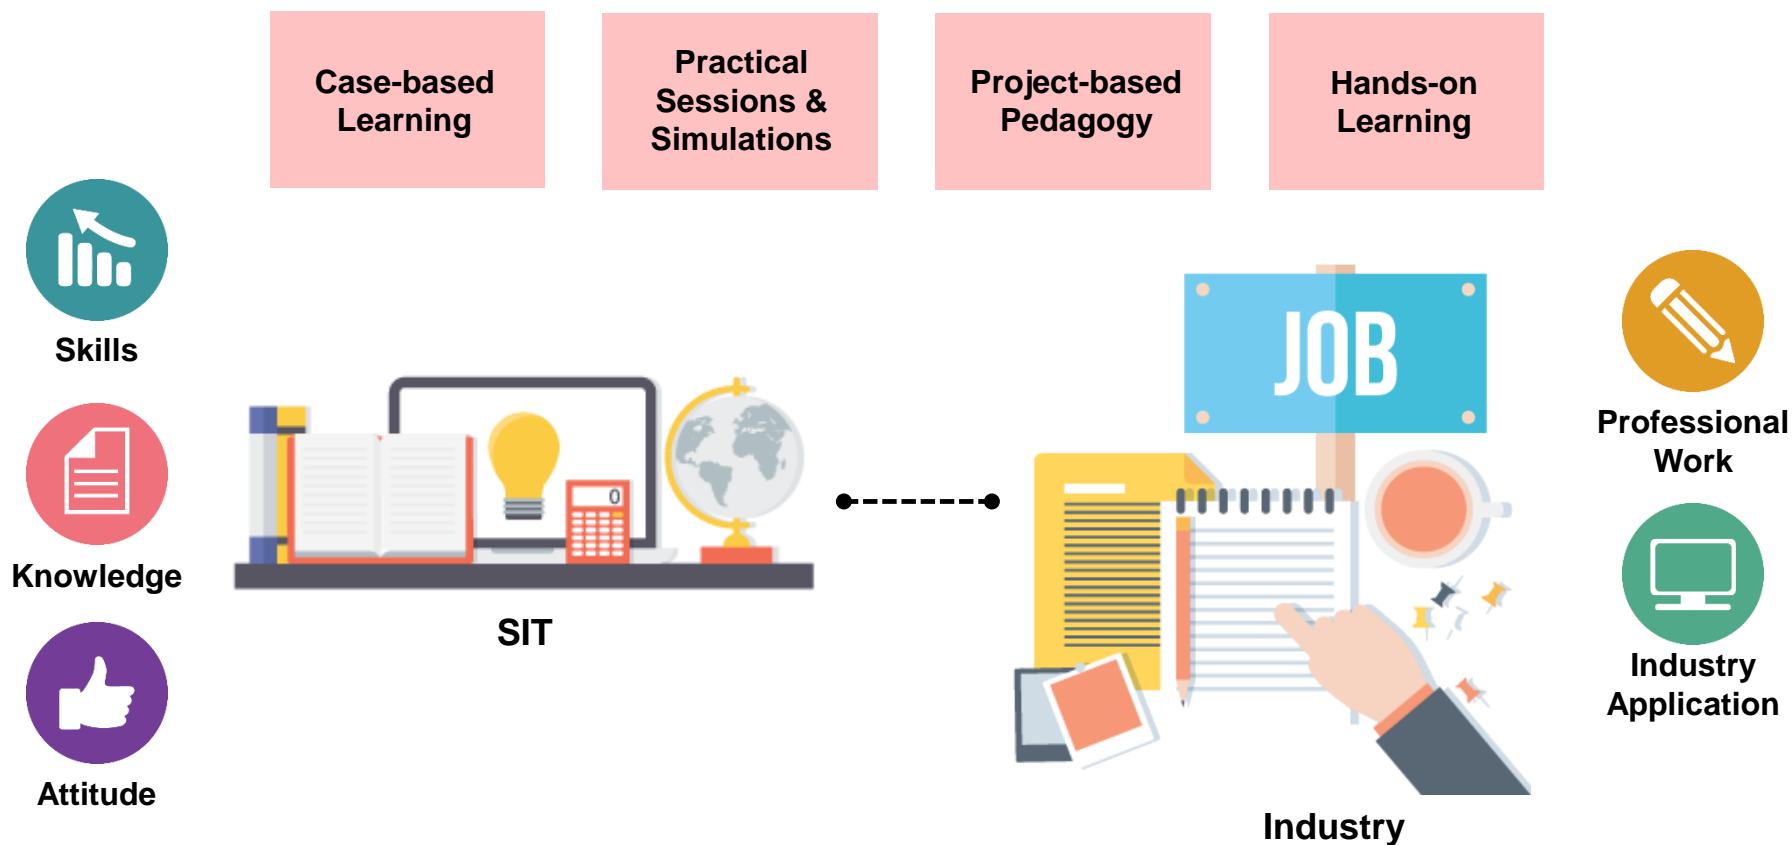 Case-based
Learning
Practical
Sessions &
Simulations
Project-based
Pedagogy
Hands-on
Learning
Skills
Knowledge
Attitude
0
SIT
JOB
Industry
Professional
Work
Industry
Application